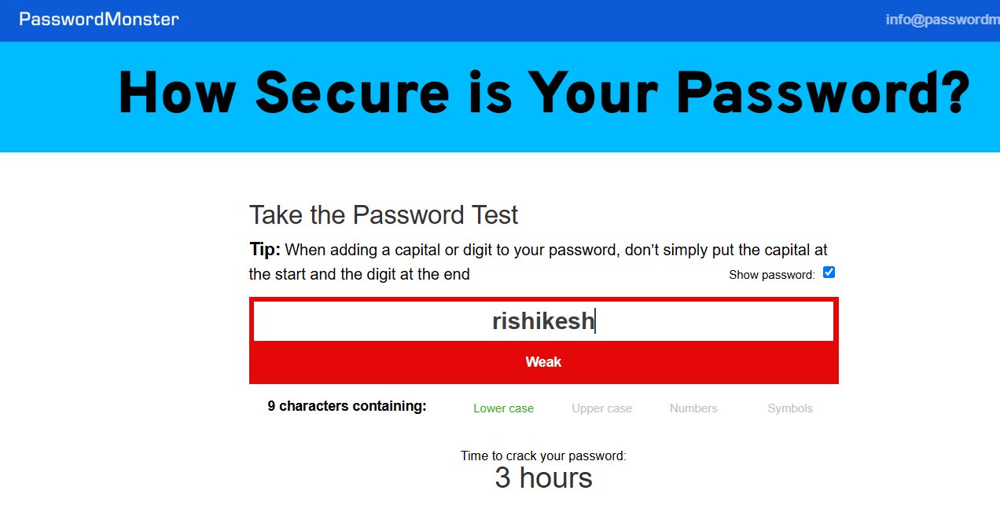 PasswordMonster
info@passwordm
How Secure is Your Password?
Take the Password Test
Tip: When adding a capital or digit to your password, don’t simply put the capital at
the start and the digit at the end
Show password:
rishikesh
Weak
9 characters containing:
Lower case
Upper case
Numbers
Symbols
Time to crack your password:
3 hours